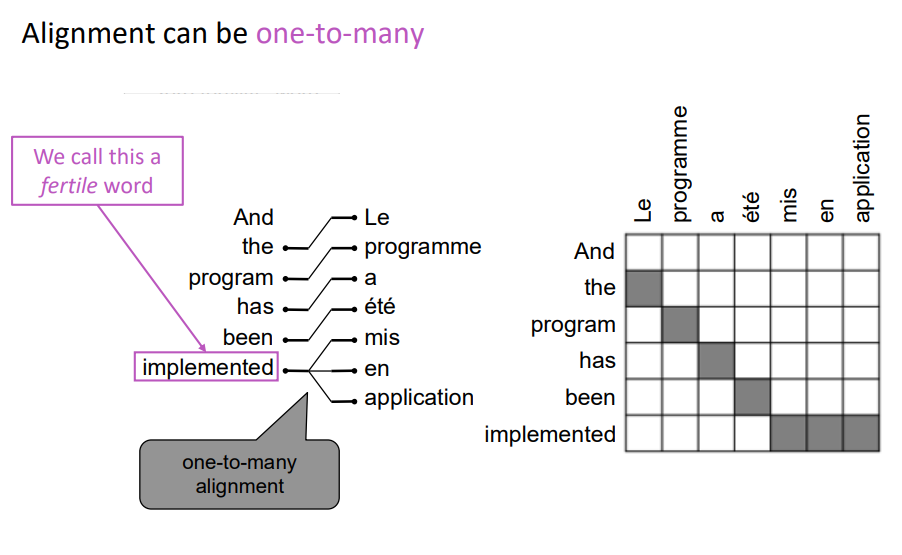 Alignment can be one-to-many
We call this a
fertile word
And
the
program
has
been
implemented
Le
programme
a
été
mis
en
application
one-to-many
alignment
Le
programme
a
été
mis
en
application
And
the
program
has
been
implemented